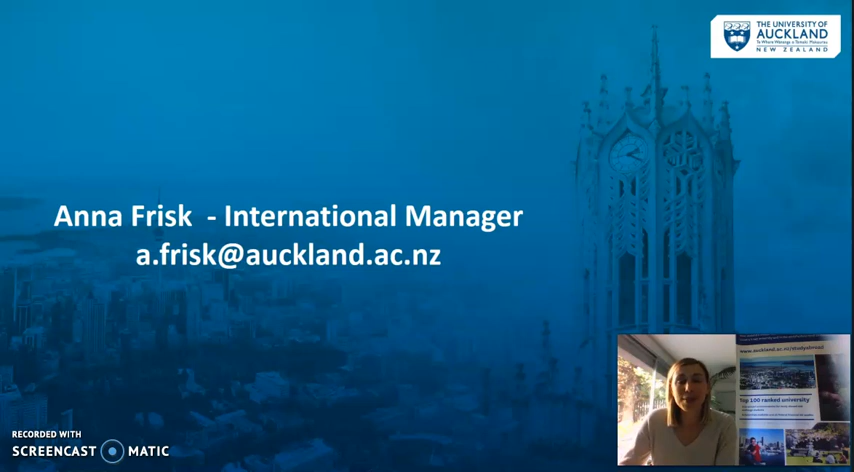 THE UNIVERSITY OF
AUCKLAND
Te Whare Wānanga o Tāmaki Makaurau
NEW ZEALAND
Anna Frisk - International Manager
a.frisk@auckland.ac.nz
www.auckland.ac.nz/studyabroad
Top 100 ranked university
RECORDED WITH
SCREENCAST MATIC